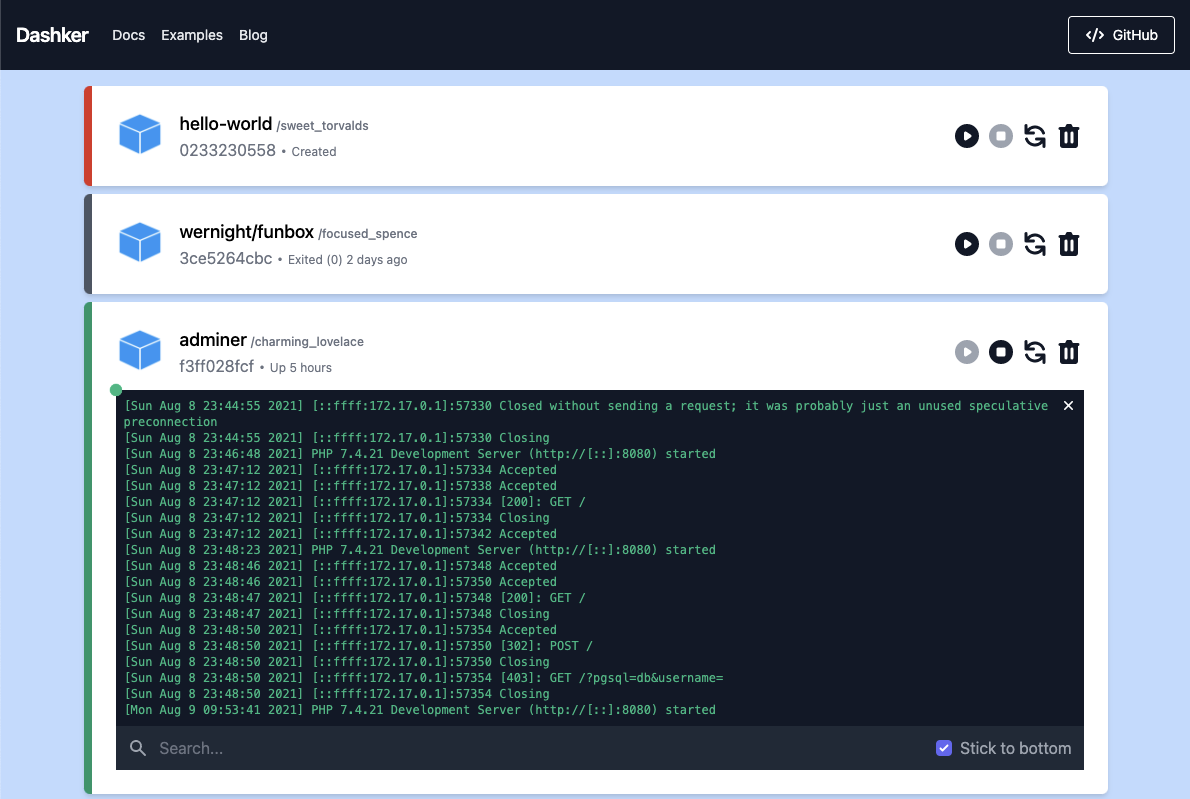 Dashker Docs Examples Blog GitHub
hello-world /sweet_torvalds
0233230558 • Created
wernight/funbox /focused_spence
3ce5264cbc • Exited (0) 2 days ago
adminer /charming_lovelace
f3ff028fcf • Up 5 hours
[Sun Aug 8 23:44:55 2021] [::ffff:172.17.0.1]:57330 Closed without sending a request; it was probably just an unused speculative
preconnection
[Sun Aug 8 23:44:55 2021] [::ffff:172.17.0.1]:57330 Closing
[Sun Aug 8 23:46:48 2021] PHP 7.4.21 Development Server (http://[::]:8080) started
[Sun Aug 8 23:47:12 2021] [::ffff:172.17.0.1]:57334 Accepted
[Sun Aug 8 23:47:12 2021] [::ffff:172.17.0.1]:57338 Accepted
[Sun Aug 8 23:47:12 2021] [::ffff:172.17.0.1]:57334 [200]: GET /
[Sun Aug 8 23:47:12 2021] [::ffff:172.17.0.1]:57334 Closing
[Sun Aug 8 23:47:12 2021] [::ffff:172.17.0.1]:57342 Accepted
[Sun Aug 8 23:48:23 2021] PHP 7.4.21 Development Server (http://[::]:8080) started
[Sun Aug 8 23:48:46 2021] [::ffff:172.17.0.1]:57348 Accepted
[Sun Aug 8 23:48:46 2021] [::ffff:172.17.0.1]:57350 Accepted
[Sun Aug 8 23:48:47 2021] [::ffff:172.17.0.1]:57348 [200]: GET /
[Sun Aug 8 23:48:47 2021] [::ffff:172.17.0.1]:57348 Closing
[Sun Aug 8 23:48:50 2021] [::ffff:172.17.0.1]:57354 Accepted
[Sun Aug 8 23:48:50 2021] [::ffff:172.17.0.1]:57350 [302]: POST /
[Sun Aug 8 23:48:50 2021] [::ffff:172.17.0.1]:57350 Closing
[Sun Aug 8 23:48:50 2021] [::ffff:172.17.0.1]:57354 [403]: GET /?pgsql=db&username=
[Sun Aug 8 23:48:50 2021] [::ffff:172.17.0.1]:57354 Closing
[Mon Aug 9 09:53:41 2021] PHP 7.4.21 Development Server (http://[::]:8080) started
Search... Stick to bottom